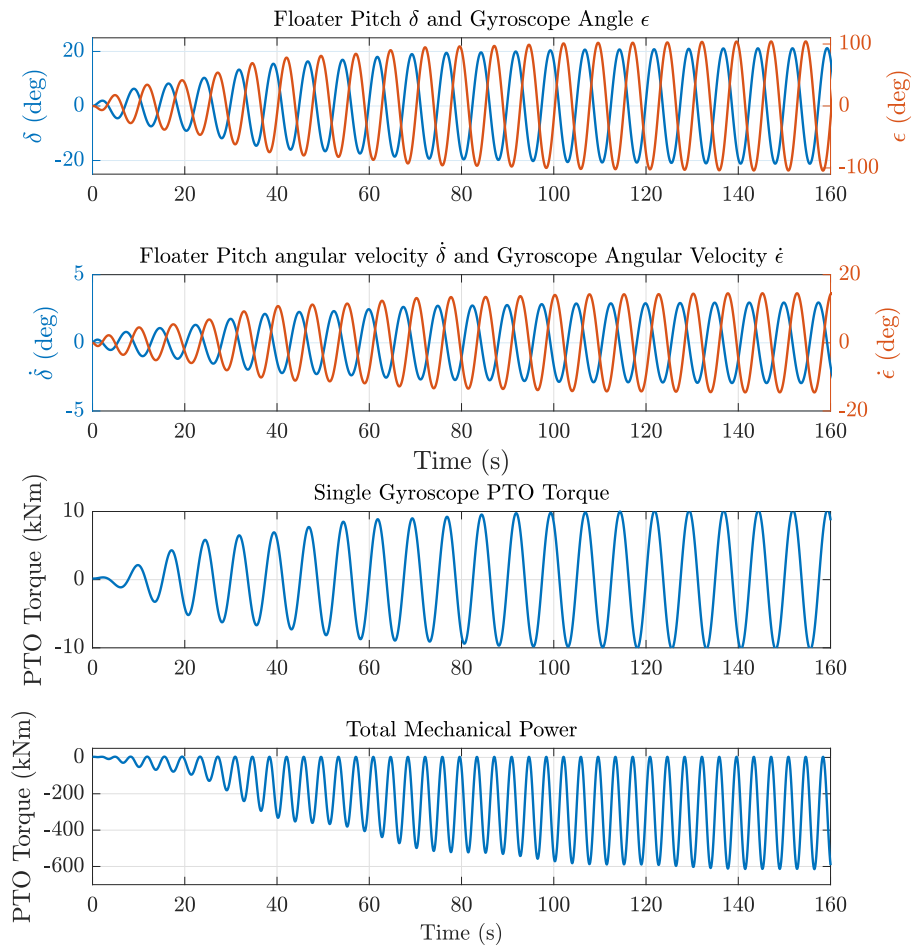 Floater Pitch δ and Gyroscope Angle ϵ
δ (deg)
20
0
-20
100
0
-100
ϵ (deg)
0 20 40 60 80 100 120 140 160
Floater Pitch angular velocity δ̇ and Gyroscope Angular Velocity ϵ̇
δ̇ (deg)
5
0
-5
20
0
-20
ϵ̇ (deg)
0 20 40 60 80 100 120 140 160
Time (s)
Single Gyroscope PTO Torque
PTO Torque (kNm)
10
0
-10
0 20 40 60 80 100 120 140 160
Total Mechanical Power
PTO Torque (kNm)
0
-200
-400
-600
0 20 40 60 80 100 120 140 160
Time (s)